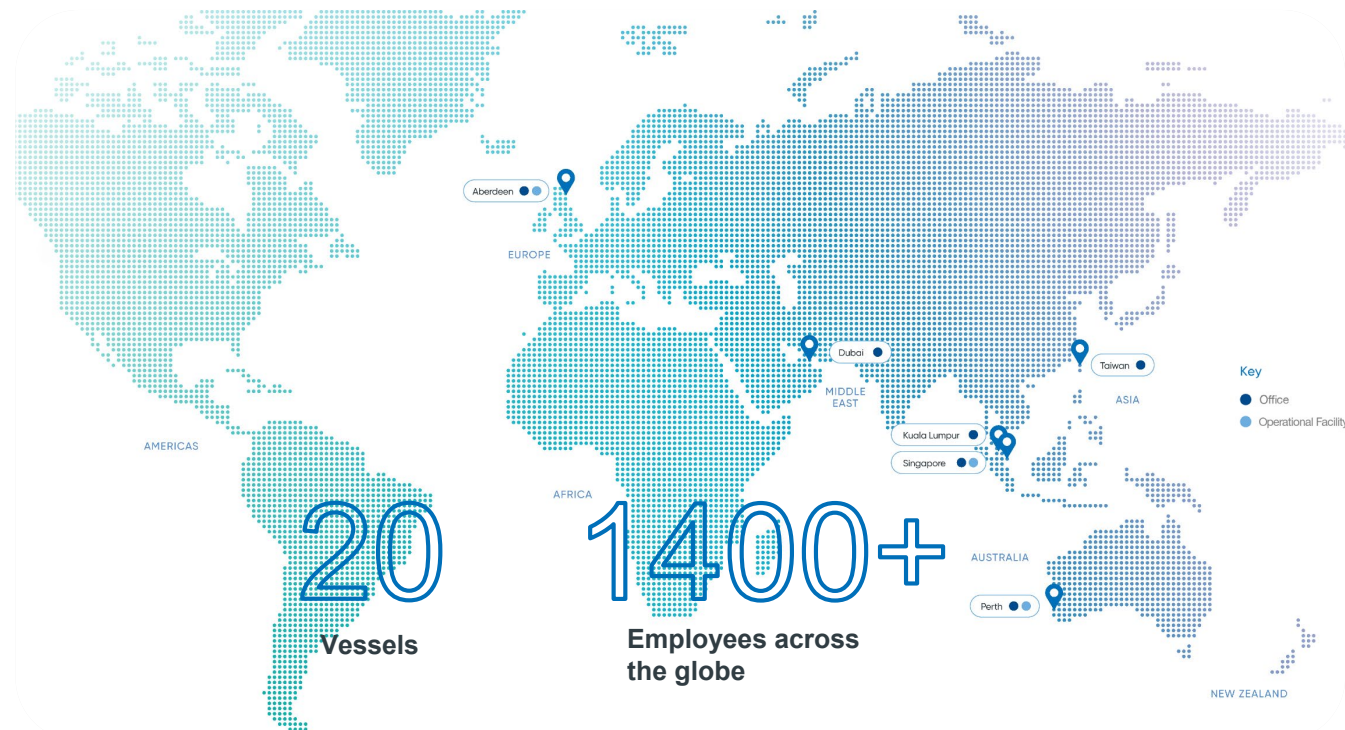 Aberdeen
EUROPE
Dubai
MIDDLE
EAST
Taiwan
ASIA
Key
Office
Operational Facility
Kuala Lumpur
Singapore
AMERICAS
AFRICA
20
Vessels
1400+
Employees across
the globe
AUSTRALIA
Perth
NEW ZEALAND